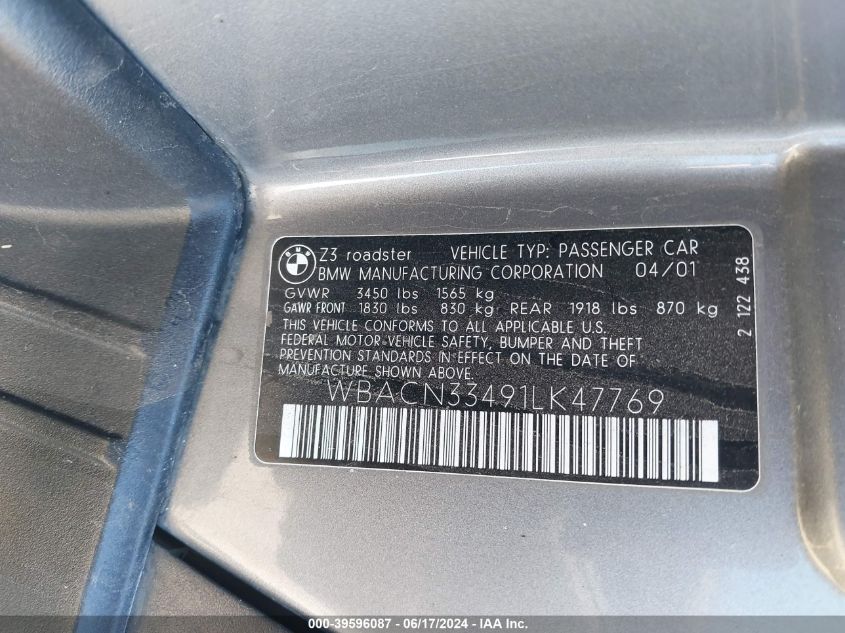 BMW
Z3 roadster VEHICLE TYP: PASSENGER CAR
BMW MANUFACTURING CORPORATION 04/01
GVWR 3450 lbs 1565 kg
GAWR FRONT 1830 lbs 830 kg REAR 1918 lbs 870 kg
THIS VEHICLE CONFORMS TO ALL APPLICABLE U.S.
FEDERAL MOTOR-VEHICLE SAFETY, BUMPER AND THEFT
PREVENTION STANDARDS IN EFFECT ON THE DATE OF
MANUFACTURE SHOWN ABOVE.
WBACN33491LK47769
2 122 438
000-39596087 - 06/17/2024 - IAA Inc.